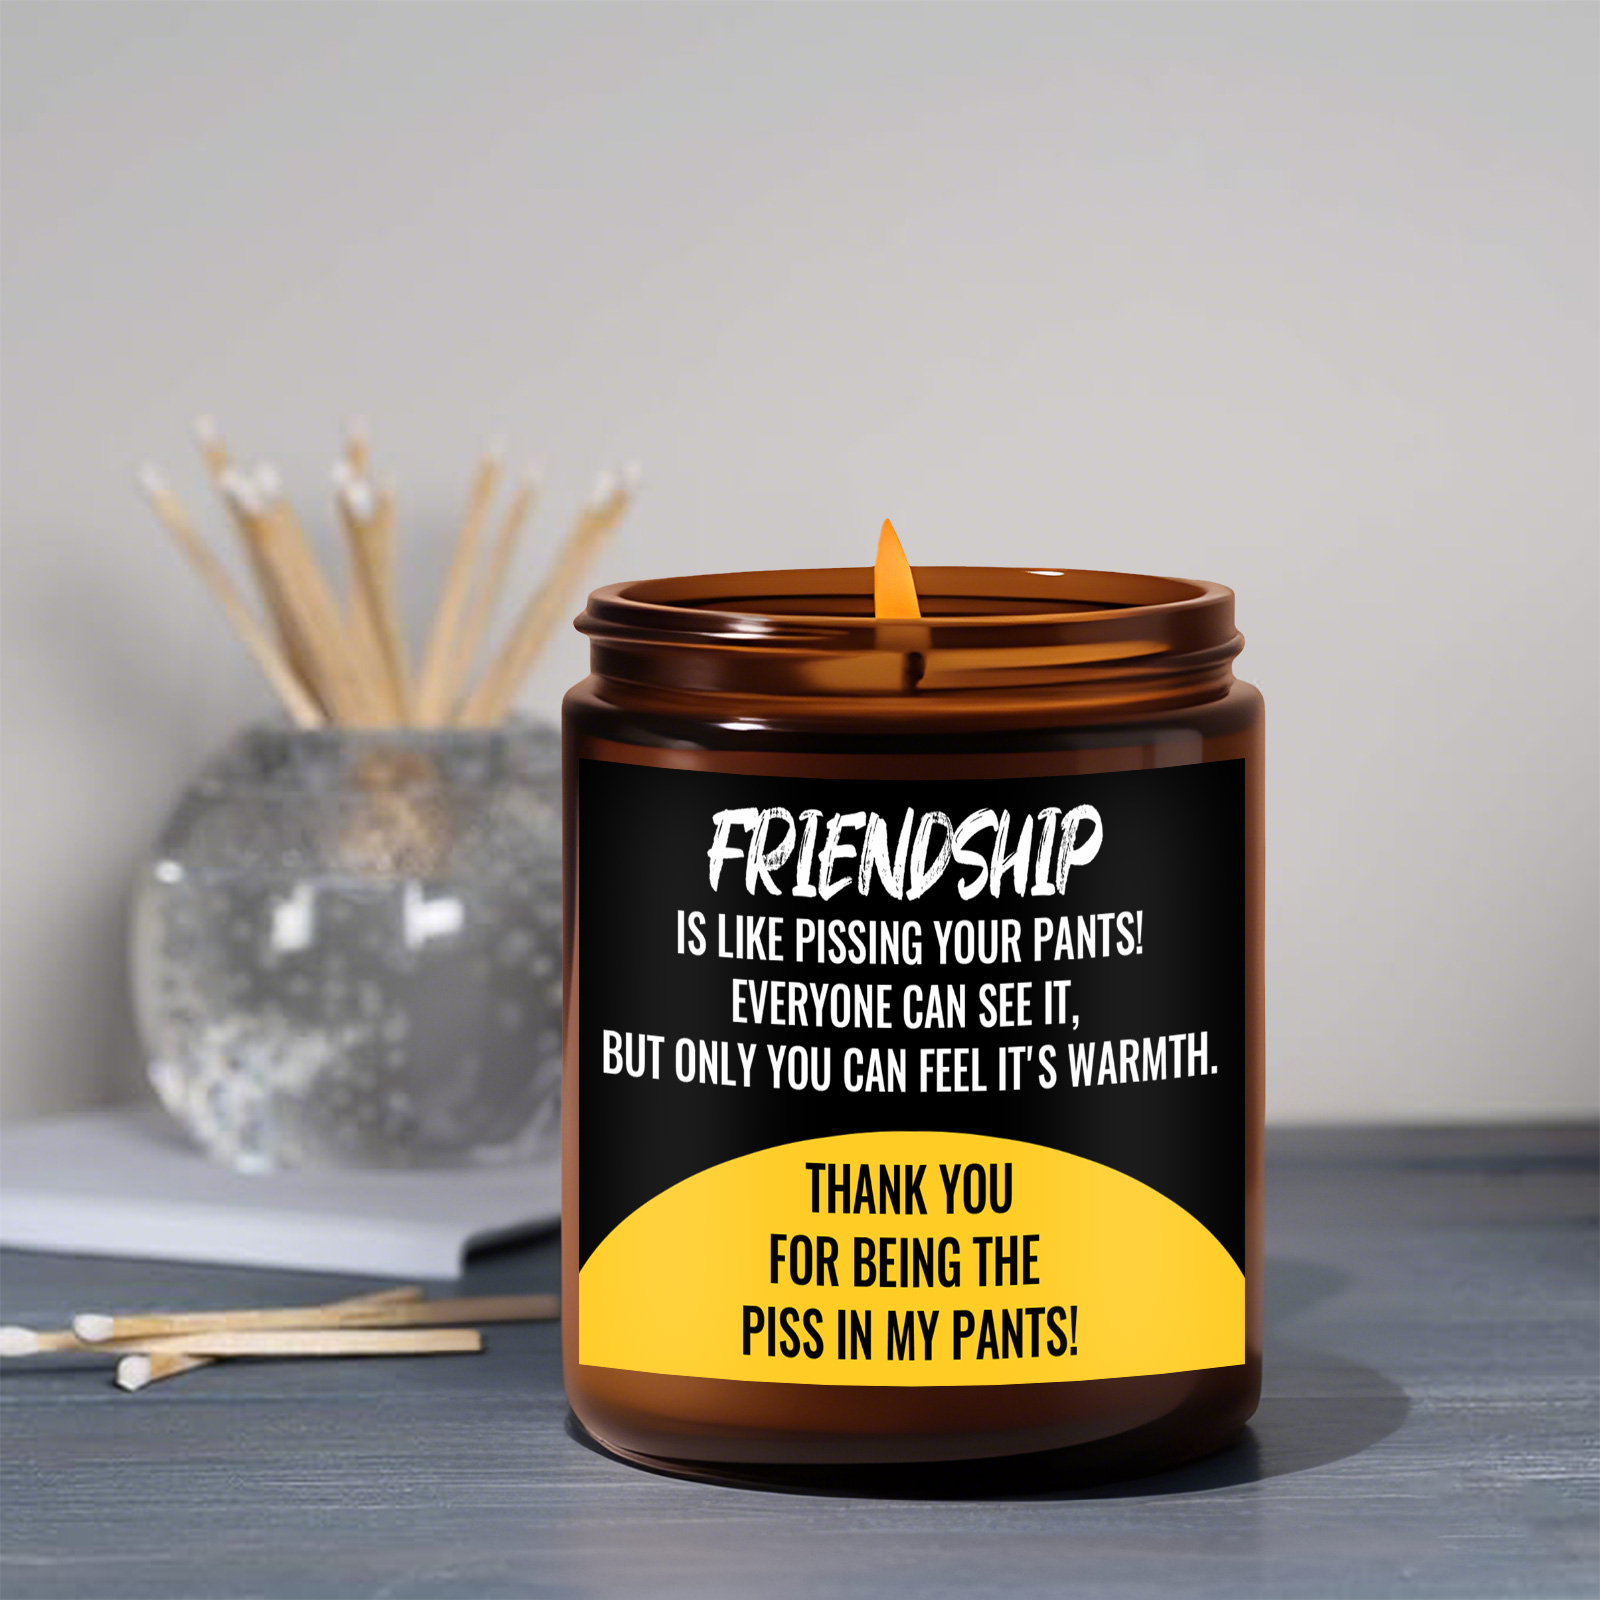 FRIENDSHIP
IS LIKE PISSING YOUR PANTS!
EVERYONE CAN SEE IT,
BUT ONLY YOU CAN FEEL IT'S WARMTH.
THANK YOU
FOR BEING THE
PISS IN MY PANTS!